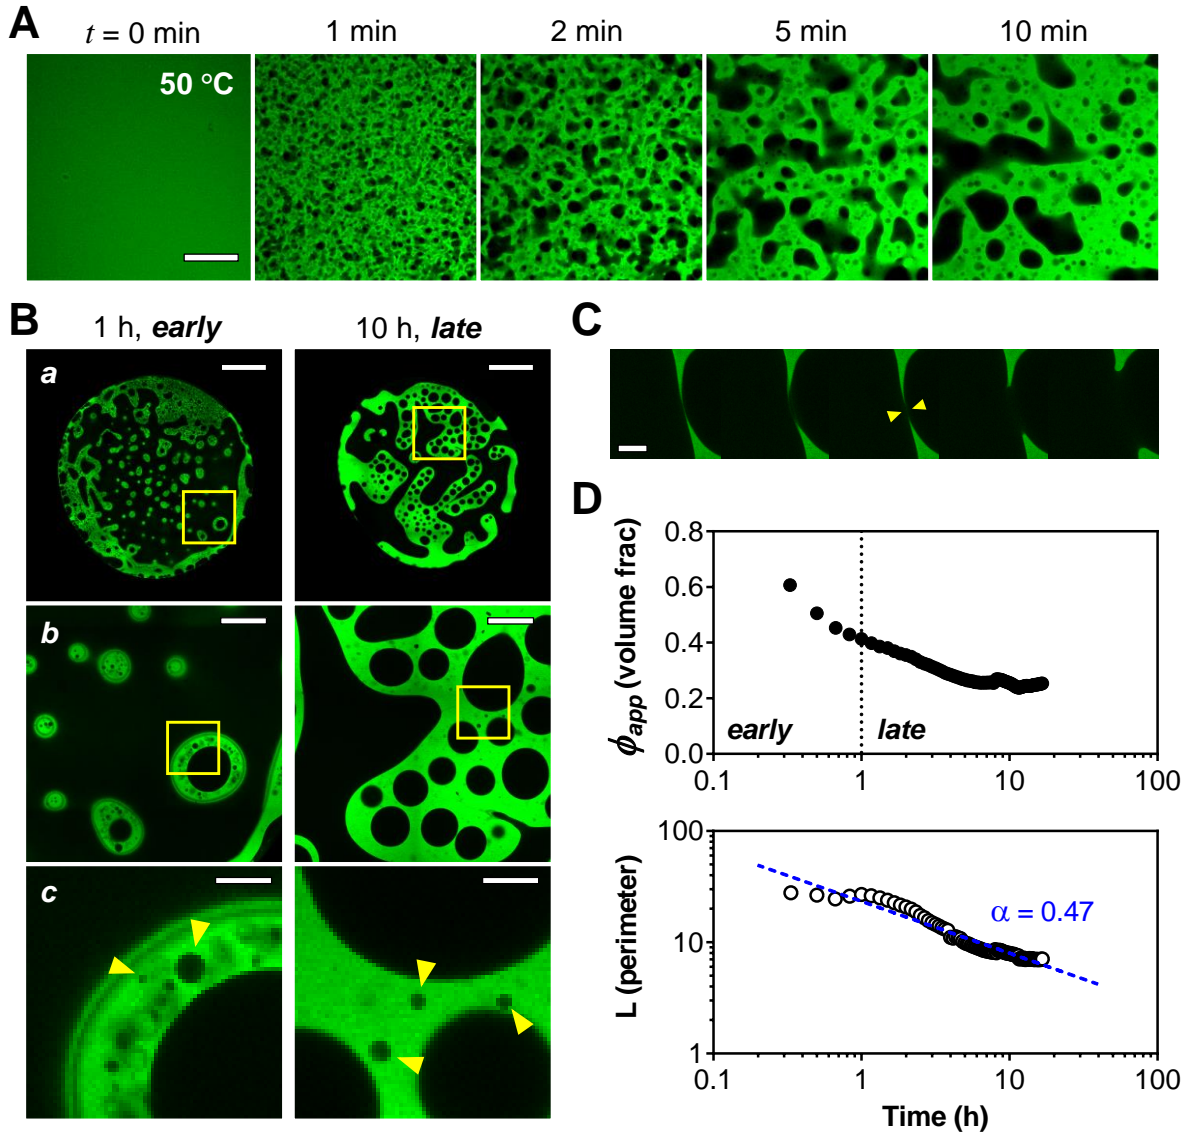 A
t = 0 min
1 min
2 min
5 min
10 min
50 °C
B
1 h, early
10 h, late
a
b
c
C
D
ϕapp (volume frac)
0.8
0.6
0.4
0.2
0.0
early
late
0.1
1
10
100
L (perimeter)
100
10
1
α = 0.47
0.1
1
10
100
Time (h)